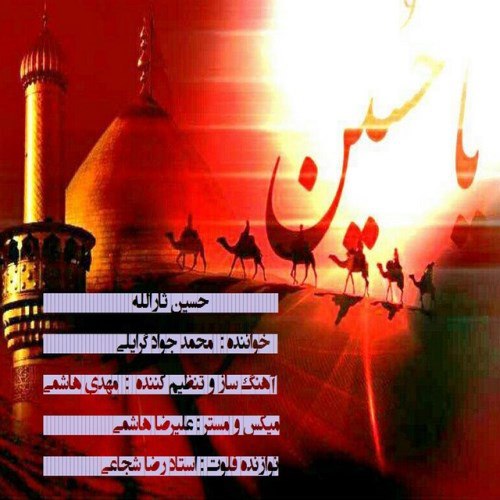 یا حسین
حسین ثارالله
خواننده : محمد جواد گرایلی
آهنگ ساز و تنظیم کننده : مهدی هاشمی
میکس و مستر : علیرضا هاشمی
نوازنده فلوت : استاد رضا شجاعی